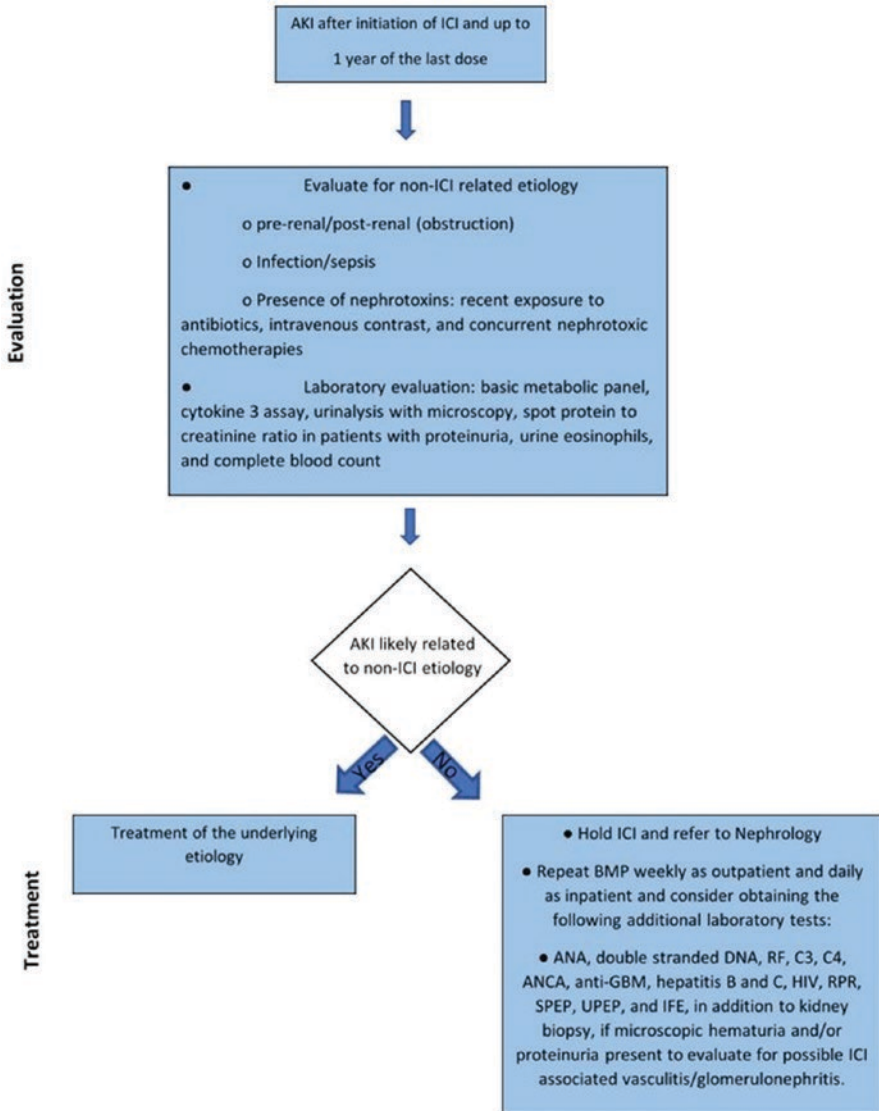 AKI after initiation of ICI and up to
1 year of the last dose
Evaluation
● Evaluate for non-ICI related etiology
o pre-renal/post-renal (obstruction)
o Infection/sepsis
o Presence of nephrotoxins: recent exposure to
antibiotics, intravenous contrast, and concurrent nephrotoxic
chemotherapies
● Laboratory evaluation: basic metabolic panel,
cytokine 3 assay, urinalysis with microscopy, spot protein to
creatinine ratio in patients with proteinuria, urine eosinophils,
and complete blood count
AKI likely related
to non-ICI etiology
Yes
No
Treatment
Treatment of the underlying
etiology
● Hold ICI and refer to Nephrology
● Repeat BMP weekly as outpatient and daily
as inpatient and consider obtaining the
following additional laboratory tests:
● ANA, double stranded DNA, RF, C3, C4,
ANCA, anti-GBM, hepatitis B and C, HIV, RPR,
SPEP, UPEP, and IFE, in addition to kidney
biopsy, if microscopic hematuria and/or
proteinuria present to evaluate for possible ICI
associated vasculitis/glomerulonephritis.